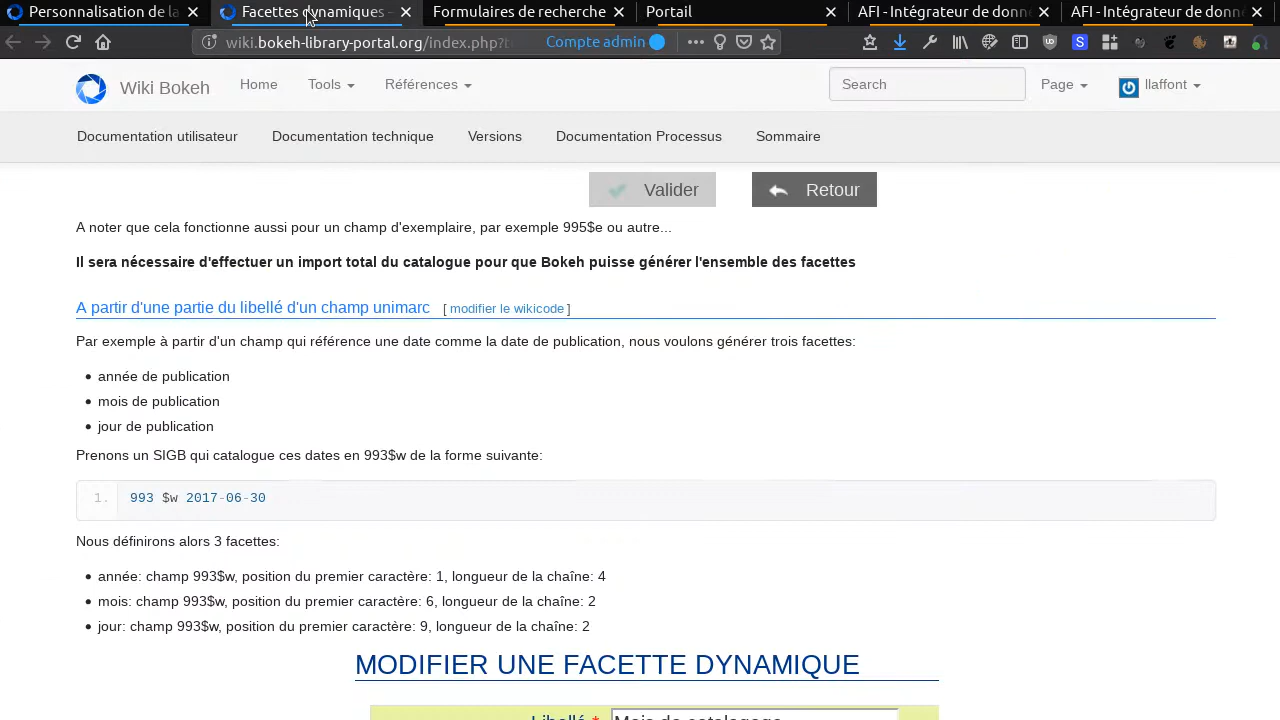 Personnalisation de la
Facettes dynamiques -
Formulaires de recherche
Portail
AFI - Intégrateur de donn
AFI - Intégrateur de donn
wiki.bokeh-library-portal.org/index.php?t
Compte admin
Wiki Bokeh
Home
Tools
Références
Search
Page
llaffont
Documentation utilisateur
Documentation technique
Versions
Documentation Processus
Sommaire
Valider
Retour
A noter que cela fonctionne aussi pour un champ d'exemplaire, par exemple 995$e ou autre...
Il sera nécessaire d'effectuer un import total du catalogue pour que Bokeh puisse générer l'ensemble des facettes
A partir d'une partie du libellé d'un champ unimarc [ modifier le wikicode ]
Par exemple à partir d'un champ qui référence une date comme la date de publication, nous voulons générer trois facettes:
• année de publication
• mois de publication
• jour de publication
Prenons un SIGB qui catalogue ces dates en 993$w de la forme suivante:
1. 993 $w 2017-06-30
Nous définirons alors 3 facettes:
• année: champ 993$w, position du premier caractère: 1, longueur de la chaîne: 4
• mois: champ 993$w, position du premier caractère: 6, longueur de la chaîne: 2
• jour: champ 993$w, position du premier caractère: 9, longueur de la chaîne: 2
MODIFIER UNE FACETTE DYNAMIQUE
Libellé * Mois de catalogage